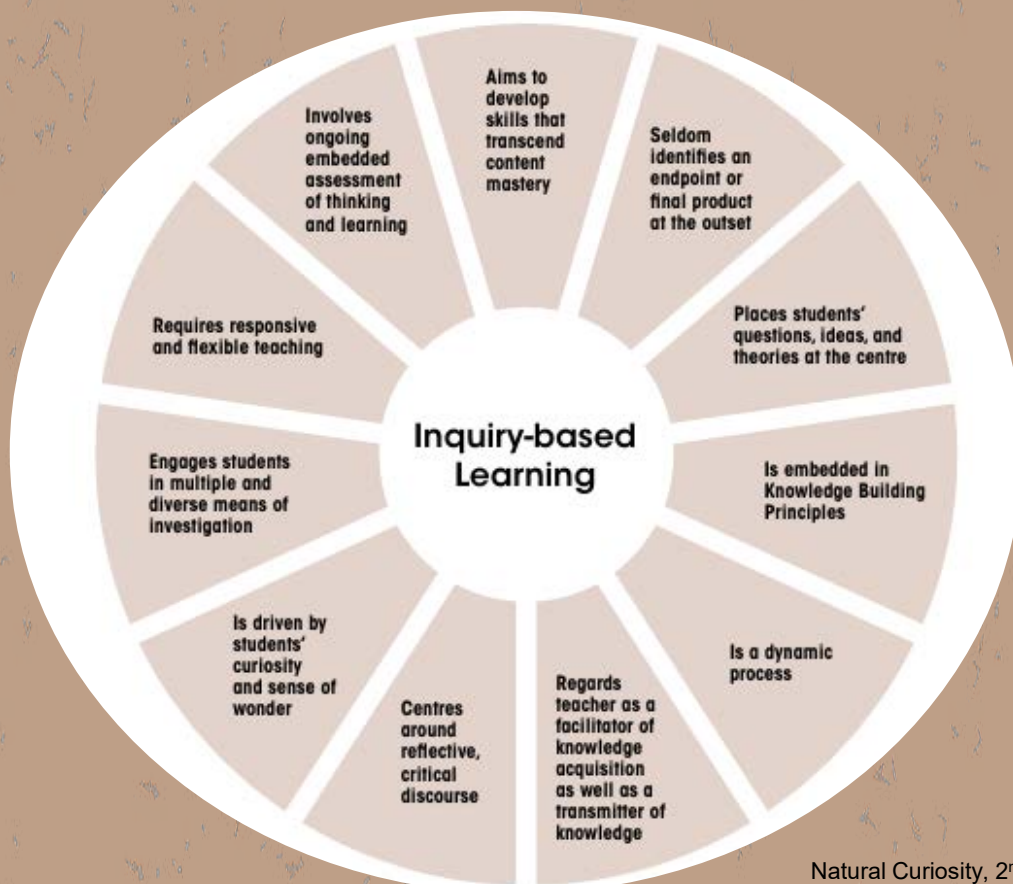 Aims to
develop
skills that
transcend
content
mastery
Seldom
identifies an
endpoint or
final product
at the outset
Places students'
questions, ideas, and
theories at the centre
Is embedded in
Knowledge Building
Principles
Is a dynamic
process
Regards
teacher as a
facilitator of
knowledge
acquisition
as well as a
transmitter of
knowledge
Centres
around
reflective,
critical
discourse
Is driven by
students'
curiosity
and sense of
wonder
Engages students
in multiple and
diverse means of
investigation
Requires responsive
and flexible teaching
Involves
ongoing
embedded
assessment
of thinking
and learning
Inquiry-based
Learning
Natural Curiosity,